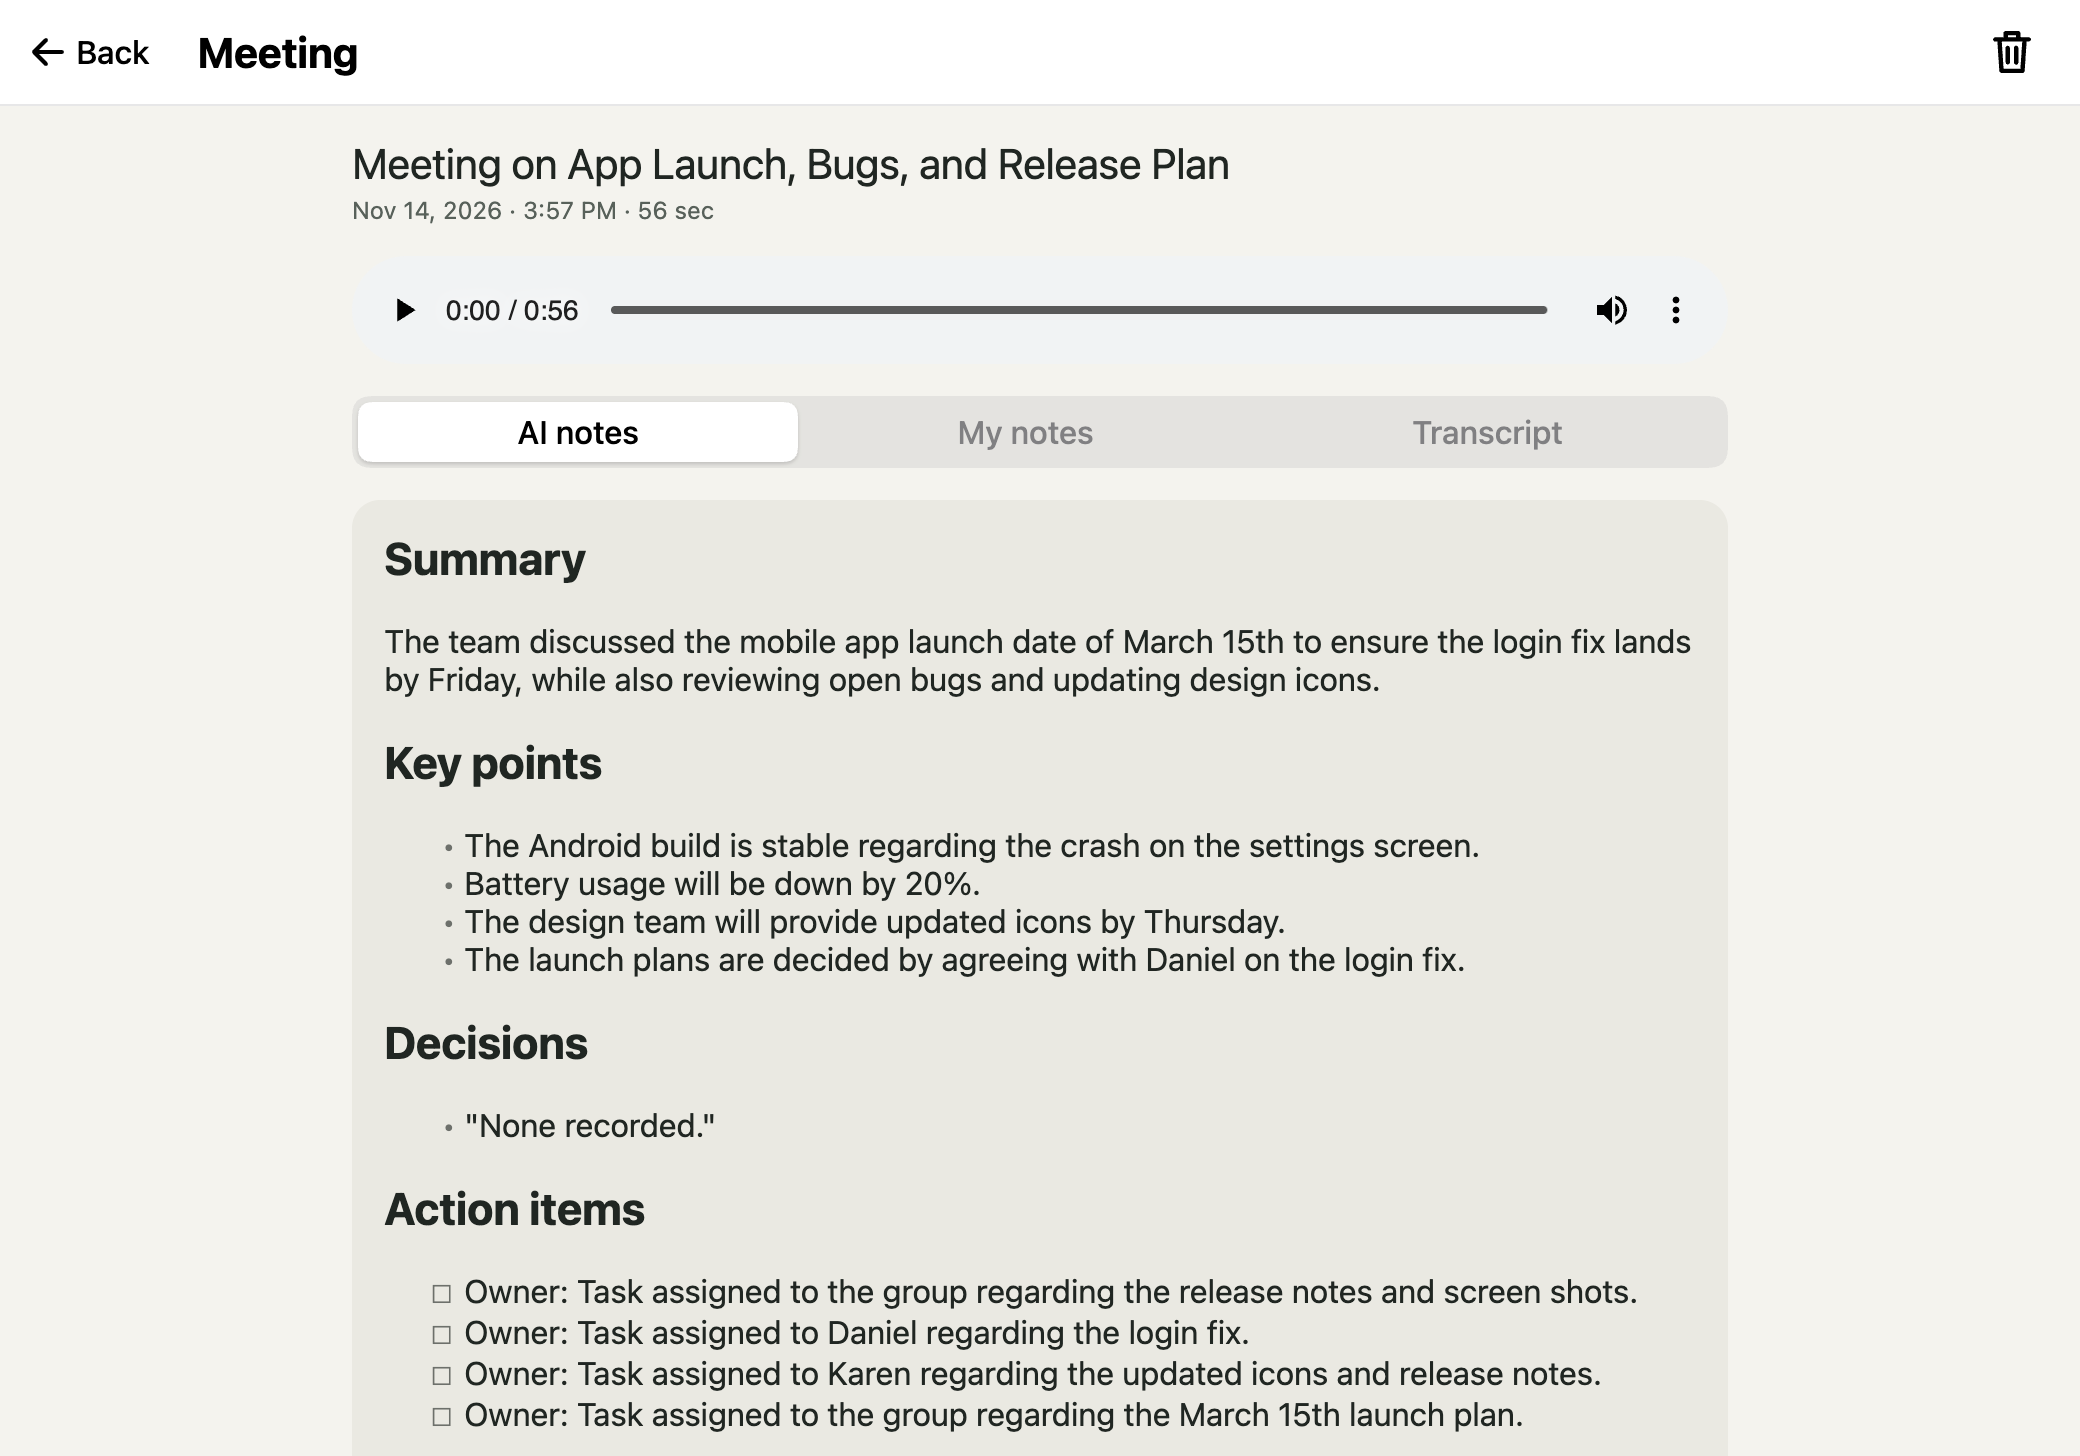 Back
Meeting
Meeting on App Launch, Bugs, and Release Plan
Nov 14, 2026 · 3:57 PM · 56 sec
0:00 / 0:56
AI notes
My notes
Transcript
Summary
The team discussed the mobile app launch date of March 15th to ensure the login fix lands
by Friday, while also reviewing open bugs and updating design icons.
Key points
• The Android build is stable regarding the crash on the settings screen.
• Battery usage will be down by 20%.
• The design team will provide updated icons by Thursday.
• The launch plans are decided by agreeing with Daniel on the login fix.
Decisions
• "None recorded."
Action items
☐ Owner: Task assigned to the group regarding the release notes and screen shots.
☐ Owner: Task assigned to Daniel regarding the login fix.
☐ Owner: Task assigned to Karen regarding the updated icons and release notes.
☐ Owner: Task assigned to the group regarding the March 15th launch plan.